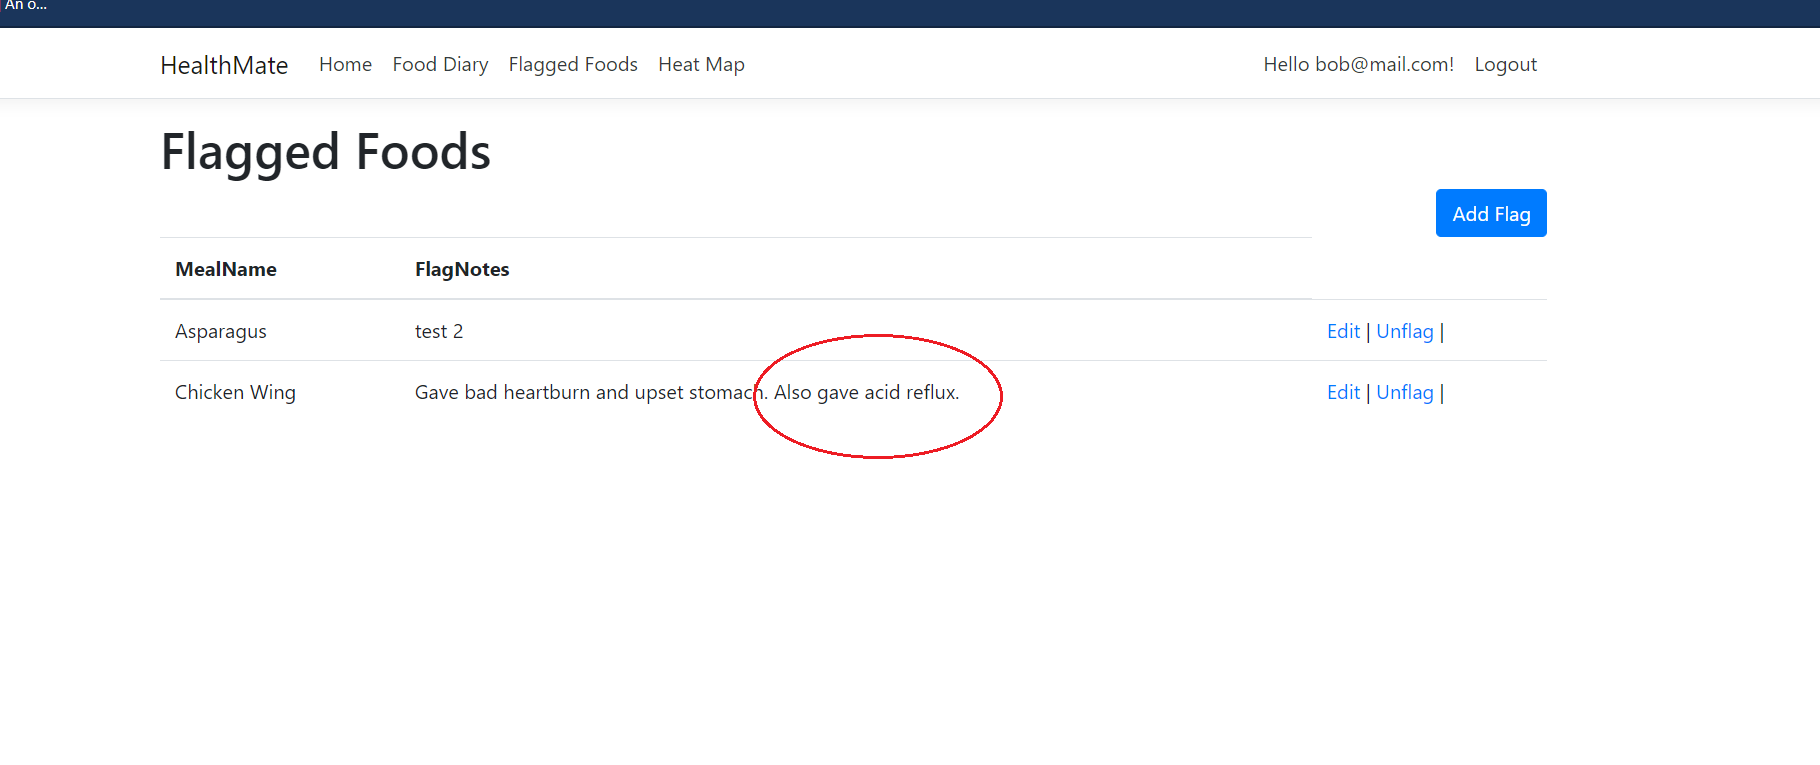 An o...
HealthMate Home Food Diary Flagged Foods Heat Map Hello bob@mail.com! Logout
Flagged Foods
Add Flag
MealName FlagNotes
Asparagus test 2 Edit | Unflag |
Chicken Wing Gave bad heartburn and upset stomach. Also gave acid reflux. Edit | Unflag |